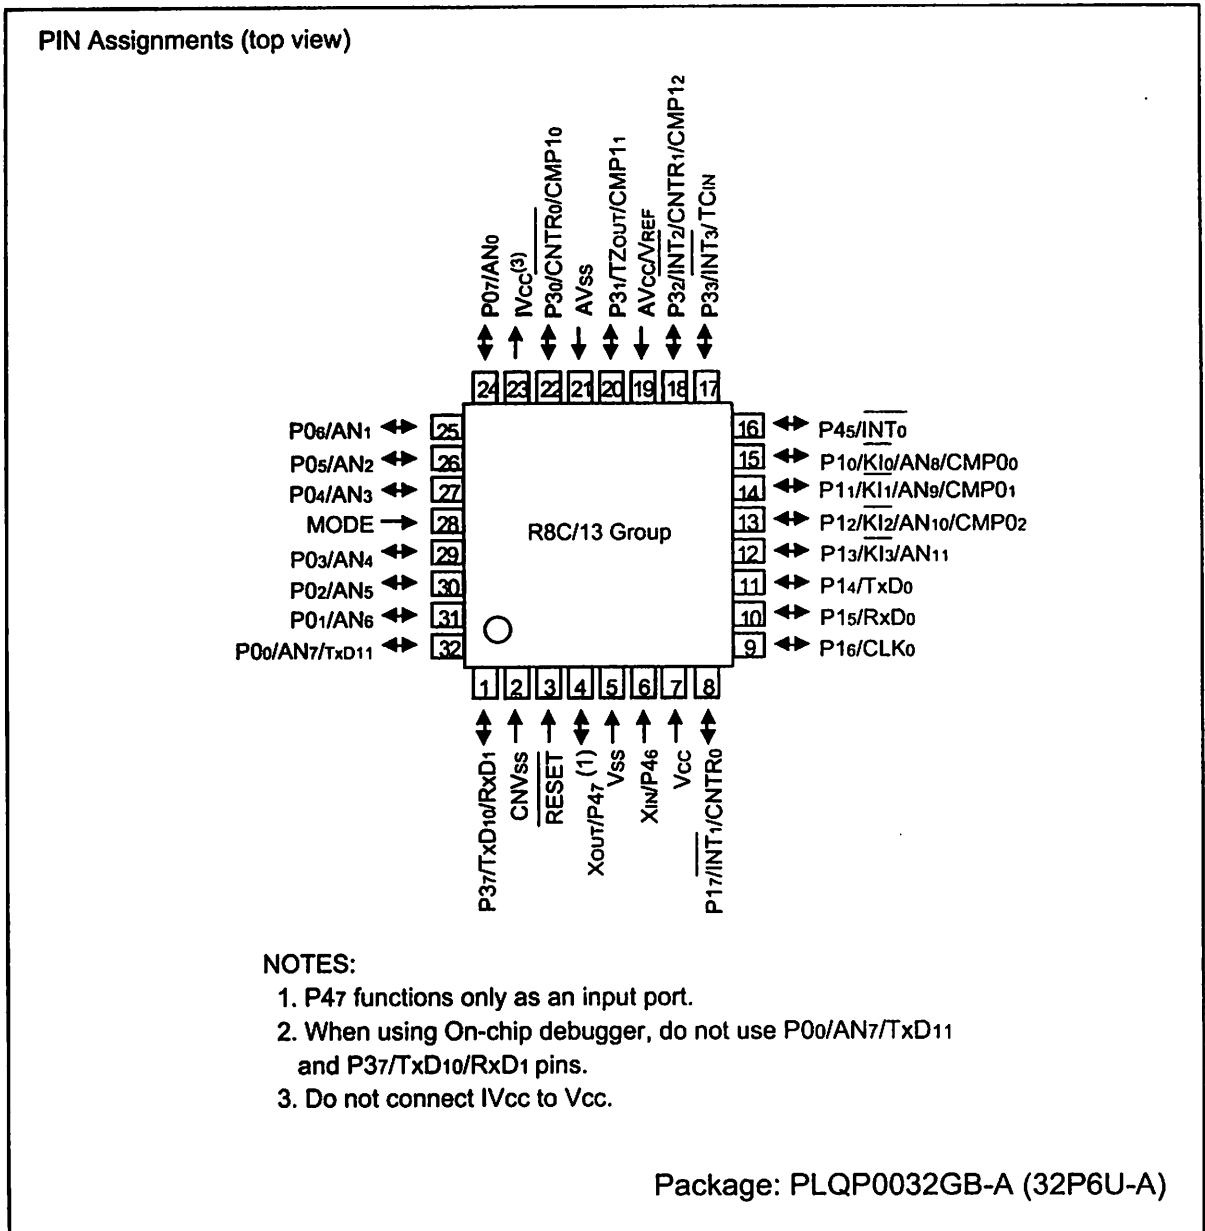 PIN Assignments (top view)
P07/AN0
IVcc(3)
P30/CNTR0/CMP10
AVss
P31/TZOUT/CMP11
AVcc/VREF
P32/INT2/CNTR1/CMP12
P33/INT3/TCIN
24 23 22 21 20 19 18 17
P06/AN1 25
P05/AN2 26
P04/AN3 27
MODE 28
P03/AN4 29
P02/AN5 30
P01/AN6 31
P00/AN7/TxD11 32
R8C/13 Group
16 P45/INT0
15 P10/KI0/AN8/CMP00
14 P11/KI1/AN9/CMP01
13 P12/KI2/AN10/CMP02
12 P13/KI3/AN11
11 P14/TxD0
10 P15/RxD0
9 P16/CLK0
1 2 3 4 5 6 7 8
P37/TxD10/RxD1
CNVss
RESET
XOUT/P47 (1)
Vss
XIN/P46
Vcc
P17/INT1/CNTR0
NOTES:
1. P47 functions only as an input port.
2. When using On-chip debugger, do not use P00/AN7/TxD11
and P37/TxD10/RxD1 pins.
3. Do not connect IVcc to Vcc.
Package: PLQP0032GB-A (32P6U-A)